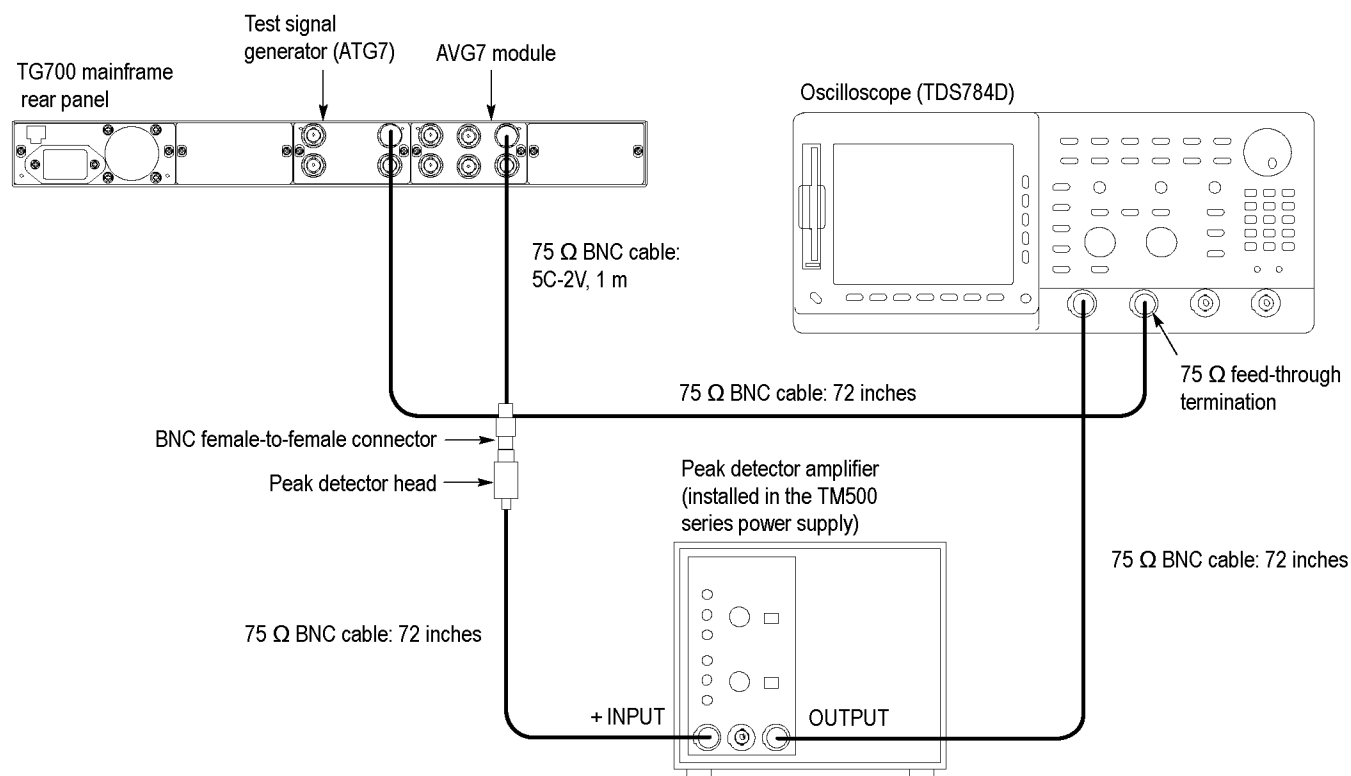 Test signal
generator (ATG7)
AVG7 module
TG700 mainframe
rear panel
Oscilloscope (TDS784D)
75 Ω BNC cable:
5C-2V, 1 m
75 Ω feed-through
termination
75 Ω BNC cable: 72 inches
BNC female-to-female connector
Peak detector head
Peak detector amplifier
(installed in the TM500
series power supply)
75 Ω BNC cable: 72 inches
75 Ω BNC cable: 72 inches
+ INPUT
OUTPUT